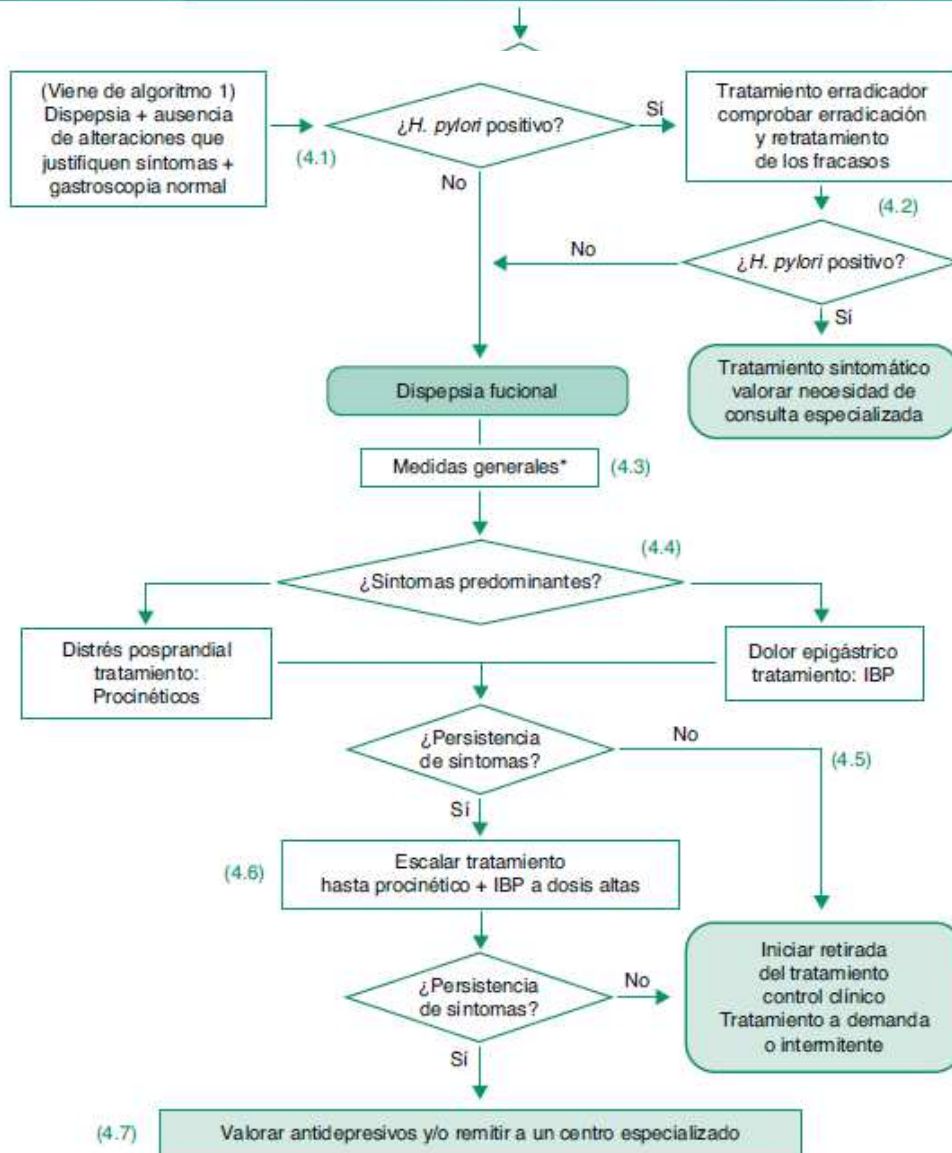 (Viene de algoritmo 1)
Dispepsia + ausencia
de alteraciones que
justifiquen síntomas +
gastroscopia normal
(4.1)
¿H. pylori positivo?
Sí
No
Tratamiento erradicador
comprobar erradicación
y retratamiento
de los fracasos
(4.2)
¿H. pylori positivo?
No
Sí
Tratamiento sintomático
valorar necesidad de
consulta especializada
Dispepsia fucional
Medidas generales*
(4.3)
(4.4)
¿Síntomas predominantes?
Distrés posprandial
tratamiento:
Procinéticos
Dolor epigástrico
tratamiento: IBP
¿Persistencia
de síntomas?
No
(4.5)
Sí
(4.6)
Escalar tratamiento
hasta procinético + IBP a dosis altas
¿Persistencia
de síntomas?
No
Iniciar retirada
del tratamiento
control clínico
Tratamiento a demanda
o intermitente
Sí
(4.7)
Valorar antidepresivos y/o remitir a un centro especializado